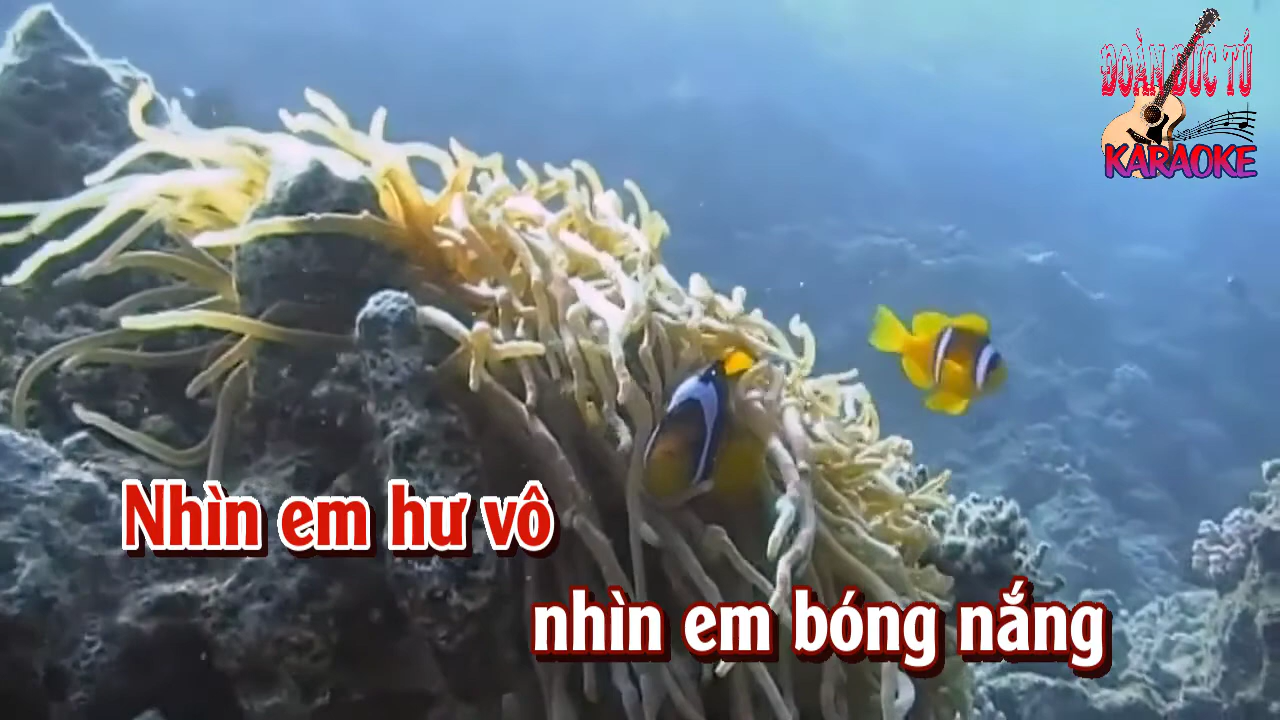 ĐOÀN ĐỨC TÚ
KARAOKE
Nhìn em hư vô
nhìn em bóng nắng